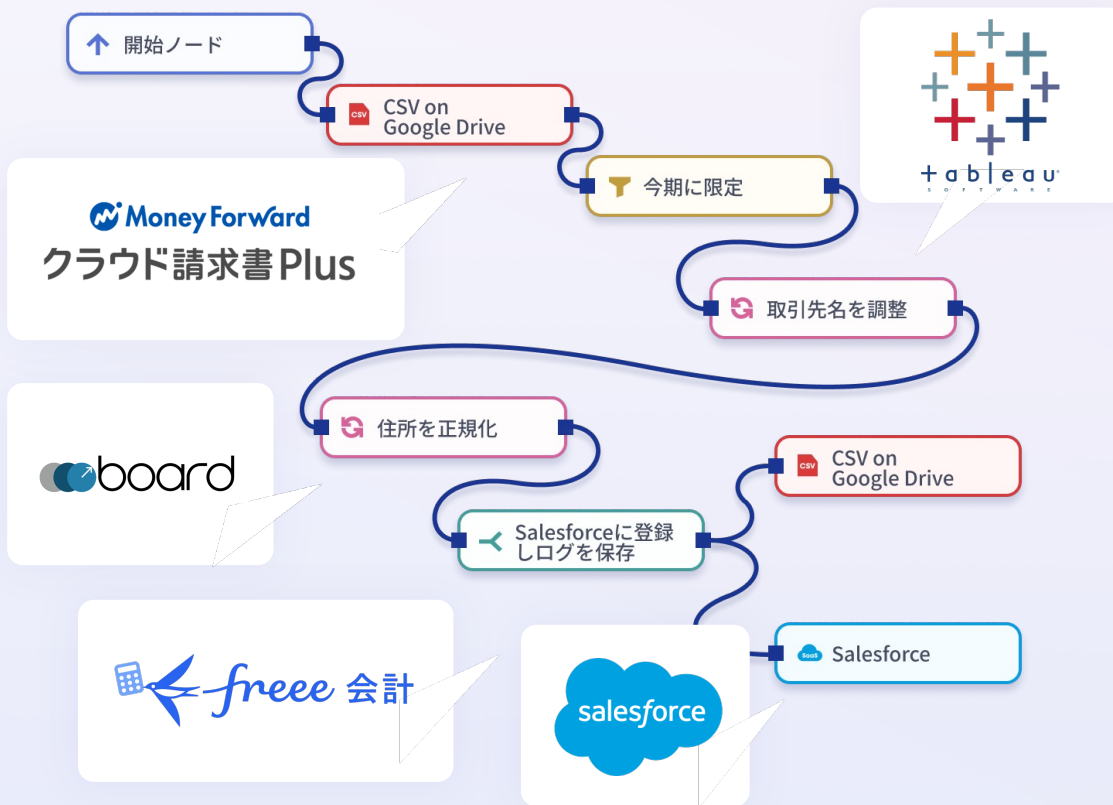 開始ノード
CSV
CSV on
Google Drive
今期に限定
+ableau
SOFTWARE
Money Forward
クラウド請求書Plus
取引先名を調整
住所を正規化
board
CSV
CSV on
Google Drive
Salesforceに登録
しログを保存
freee 会計
salesforce
SaaS
Salesforce